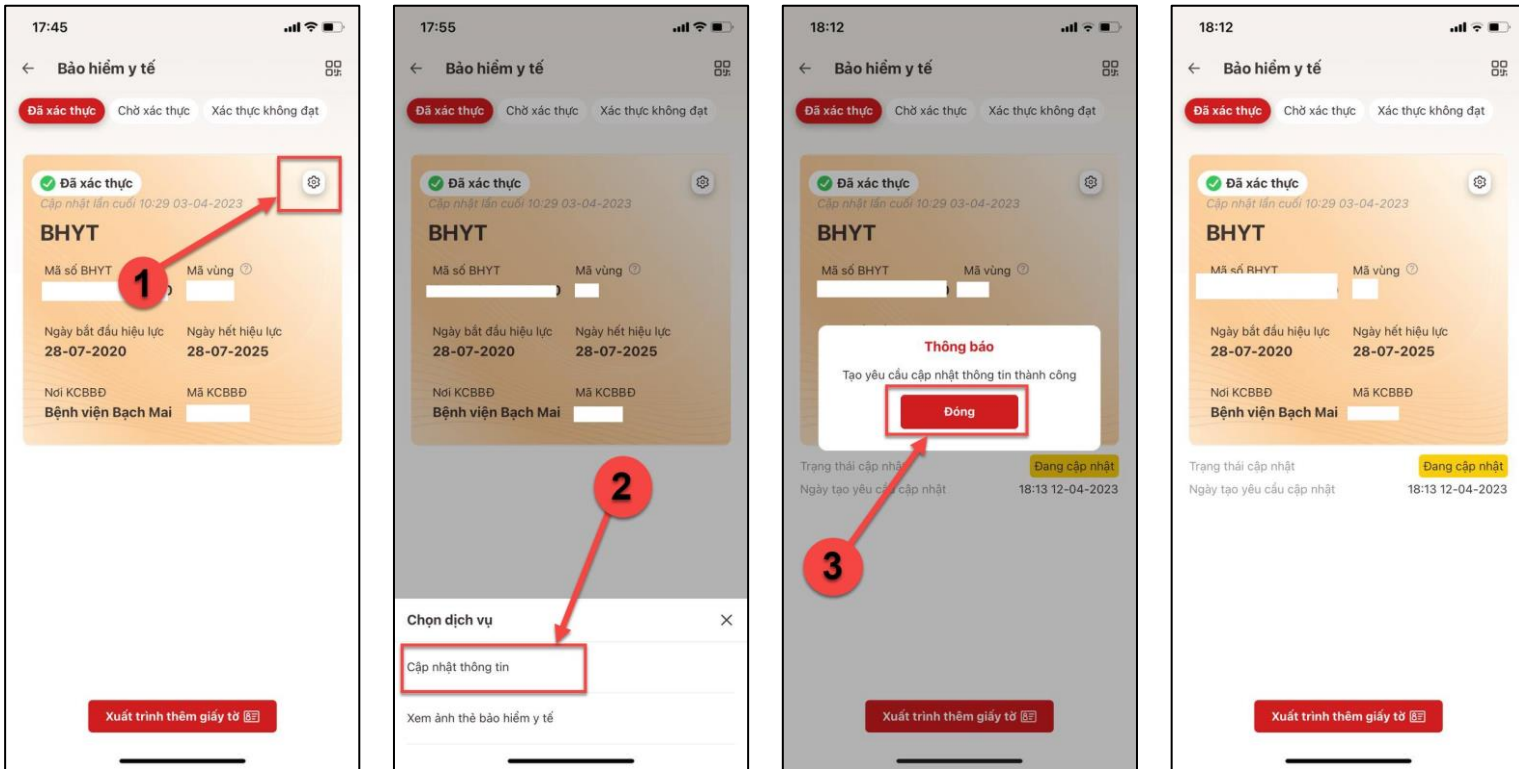 17:45
Bảo hiểm y tế
Đã xác thực Chờ xác thực Xác thực không đạt
Đã xác thực
Cập nhật lần cuối 10:29 03-04-2023
BHYT
Mã số BHYT Mã vùng
1
Ngày bắt đầu hiệu lực Ngày hết hiệu lực
28-07-2020 28-07-2025
Nơi KCBBĐ Mã KCBBĐ
Bệnh viện Bạch Mai
Xuất trình thêm giấy tờ
17:55
Bảo hiểm y tế
Đã xác thực Chờ xác thực Xác thực không đạt
Đã xác thực
Cập nhật lần cuối 10:29 03-04-2023
BHYT
Mã số BHYT Mã vùng
Ngày bắt đầu hiệu lực Ngày hết hiệu lực
28-07-2020 28-07-2025
Nơi KCBBĐ Mã KCBBĐ
Bệnh viện Bạch Mai
2
Chọn dịch vụ
Cập nhật thông tin
Xem ảnh thẻ bảo hiểm y tế
18:12
Bảo hiểm y tế
Đã xác thực Chờ xác thực Xác thực không đạt
Đã xác thực
Cập nhật lần cuối 10:29 03-04-2023
BHYT
Mã số BHYT Mã vùng
Thông báo
Tạo yêu cầu cập nhật thông tin thành công
Đóng
Trạng thái cập nhật Đang cập nhật
Ngày tạo yêu cầu cập nhật 18:13 12-04-2023
3
Xuất trình thêm giấy tờ
18:12
Bảo hiểm y tế
Đã xác thực Chờ xác thực Xác thực không đạt
Đã xác thực
Cập nhật lần cuối 10:29 03-04-2023
BHYT
Mã số BHYT Mã vùng
Ngày bắt đầu hiệu lực Ngày hết hiệu lực
28-07-2020 28-07-2025
Nơi KCBBĐ Mã KCBBĐ
Bệnh viện Bạch Mai
Trạng thái cập nhật Đang cập nhật
Ngày tạo yêu cầu cập nhật 18:13 12-04-2023
Xuất trình thêm giấy tờ